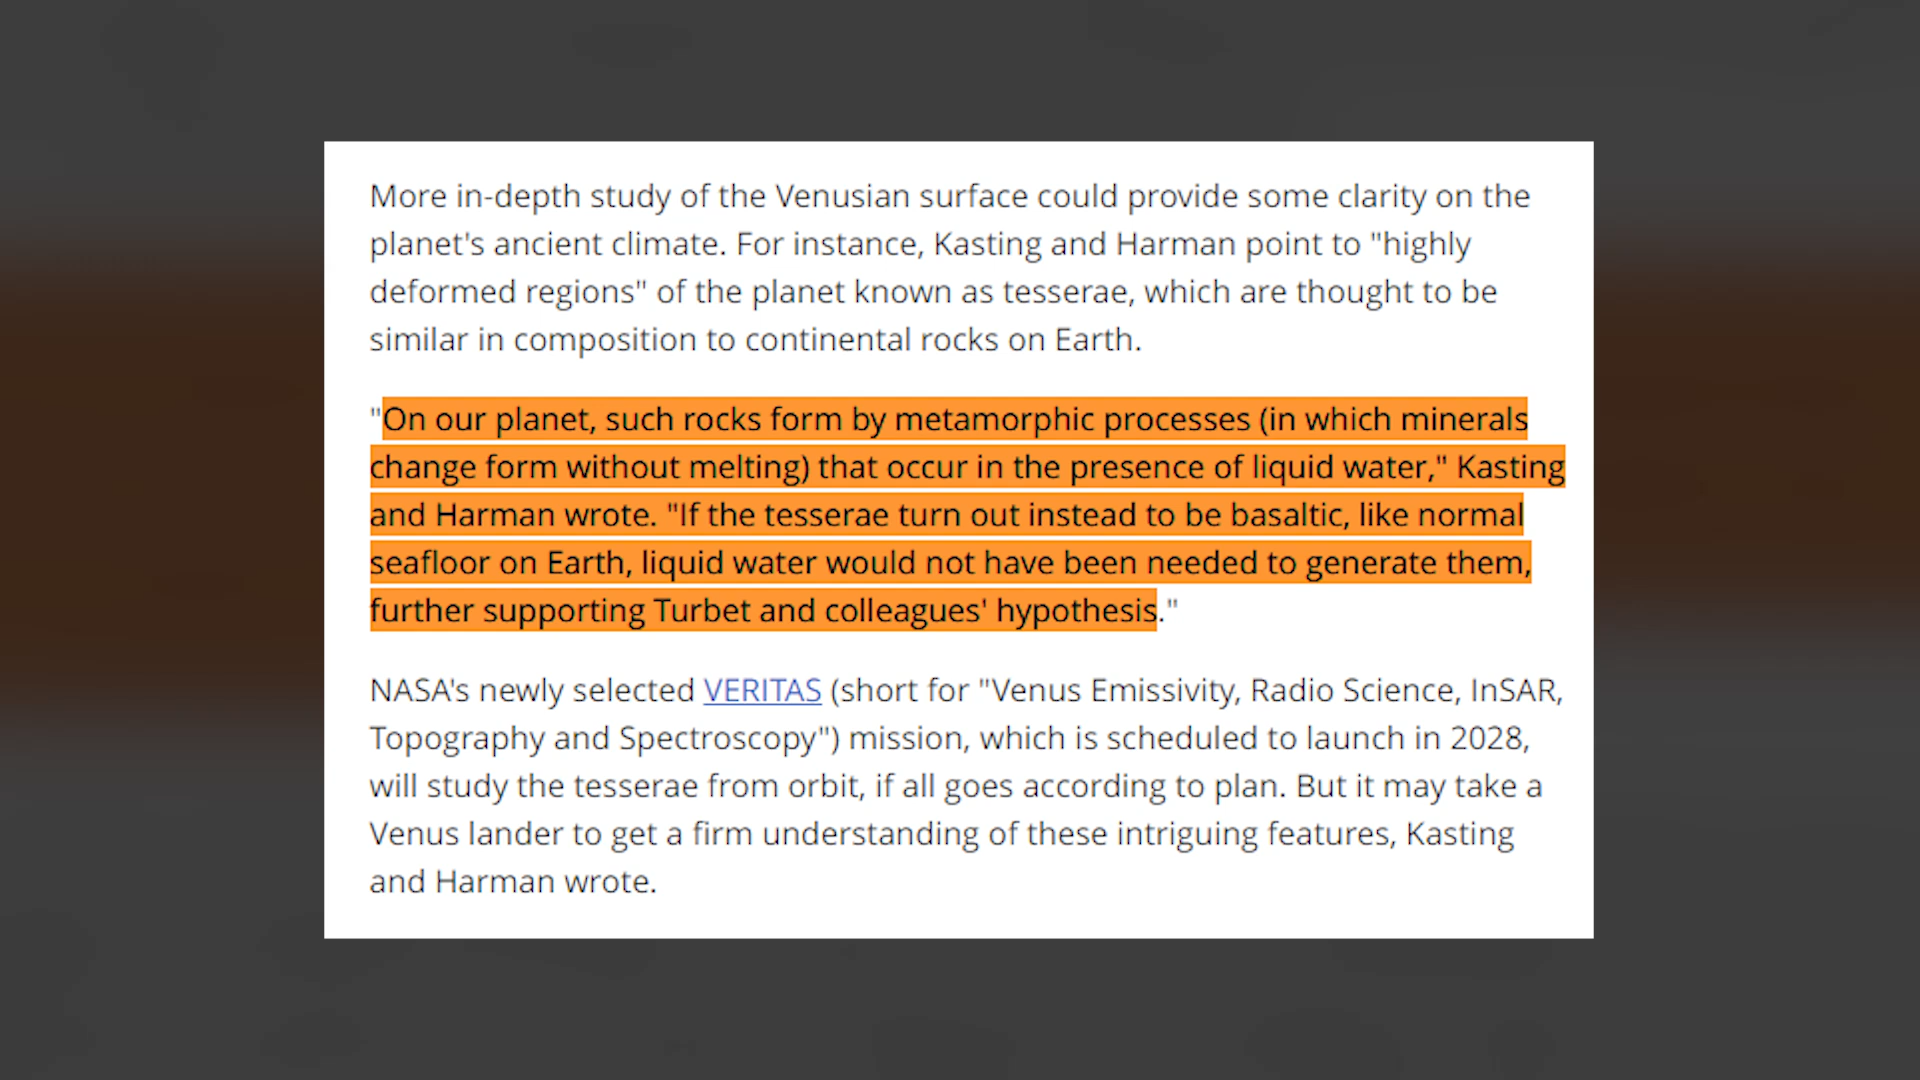 More in-depth study of the Venusian surface could provide some clarity on the
planet's ancient climate. For instance, Kasting and Harman point to "highly
deformed regions" of the planet known as tesserae, which are thought to be
similar in composition to continental rocks on Earth.
"On our planet, such rocks form by metamorphic processes (in which minerals
change form without melting) that occur in the presence of liquid water," Kasting
and Harman wrote. "If the tesserae turn out instead to be basaltic, like normal
seafloor on Earth, liquid water would not have been needed to generate them,
further supporting Turbet and colleagues' hypothesis."
NASA's newly selected VERITAS (short for "Venus Emissivity, Radio Science, InSAR,
Topography and Spectroscopy") mission, which is scheduled to launch in 2028,
will study the tesserae from orbit, if all goes according to plan. But it may take a
Venus lander to get a firm understanding of these intriguing features, Kasting
and Harman wrote.